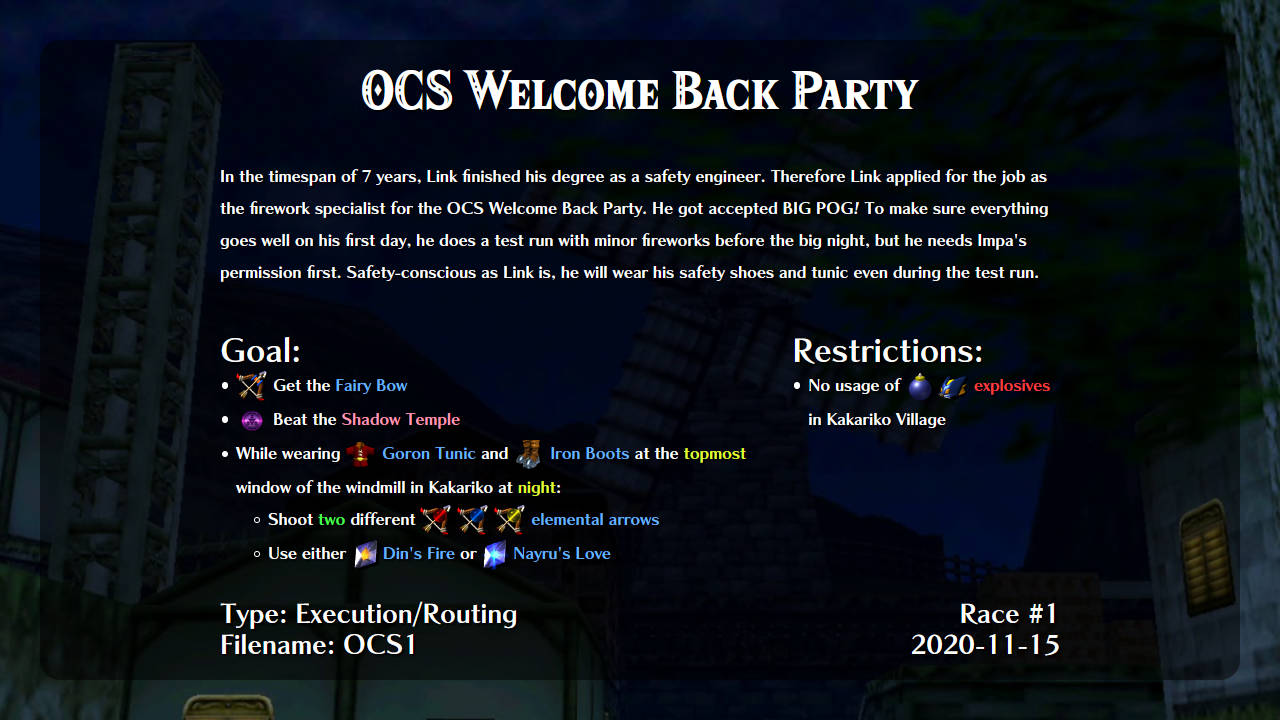 OCS Welcome Back Party
In the timespan of 7 years, Link finished his degree as a safety engineer. Therefore Link applied for the job as
the firework specialist for the OCS Welcome Back Party. He got accepted BIG POG! To make sure everything
goes well on his first day, he does a test run with minor fireworks before the big night, but he needs Impa's
permission first. Safety-conscious as Link is, he will wear his safety shoes and tunic even during the test run.
Goal:
• Get the Fairy Bow
• Beat the Shadow Temple
• While wearing Goron Tunic and Iron Boots at the topmost
window of the windmill in Kakariko at night:
◦ Shoot two different elemental arrows
◦ Use either Din's Fire or Nayru's Love
Restrictions:
• No usage of explosives
in Kakariko Village
Type: Execution/Routing
Filename: OCS1
Race #1
2020-11-15